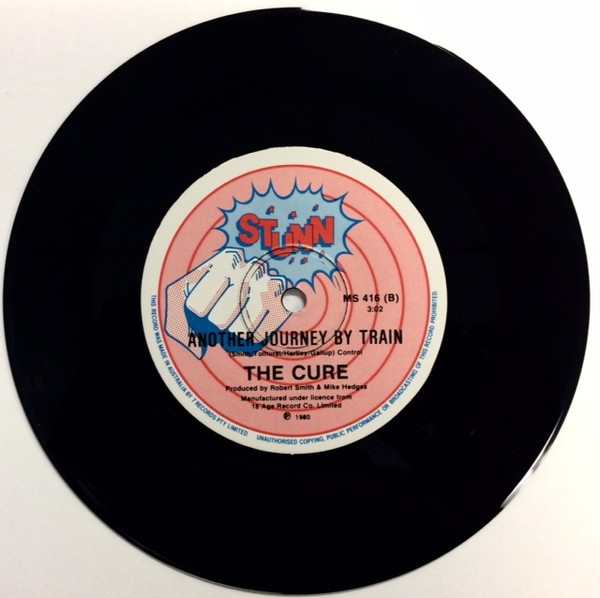 STUNN
MS 416 (B)
3:02
ANOTHER JOURNEY BY TRAIN
(Smith/Tolhurst/Hartley/Gallup) Control
THE CURE
Produced by Robert Smith & Mike Hedges
Manufactured under licence from
18 Age Record Co. Limited
℗ 1980
THIS RECORD WAS MADE IN AUSTRALIA BY 7 RECORDS PTY LIMITED. UNAUTHORISED COPYING, PUBLIC PERFORMANCE OR BROADCASTING OF THIS RECORD PROHIBITED.